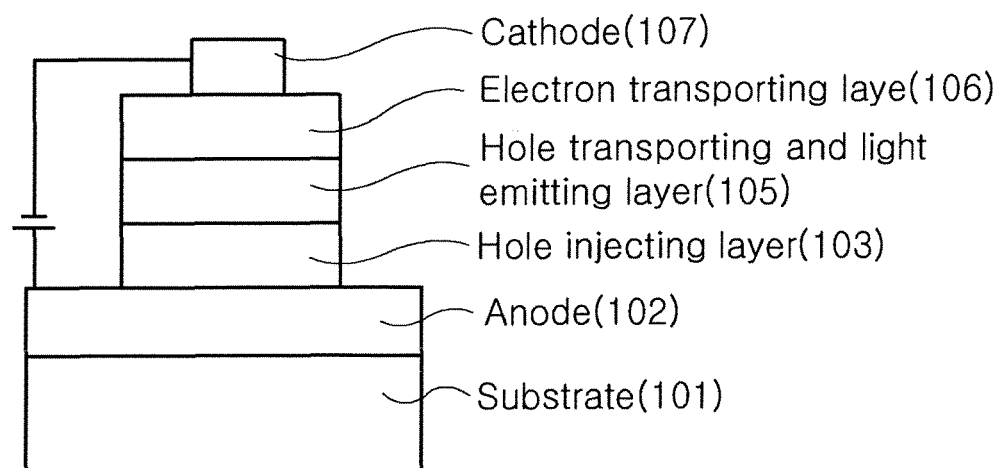 Cathode(107)
Electron transporting laye(106)
Hole transporting and light
emitting layer(105)
Hole injecting layer(103)
Anode(102)
Substrate(101)